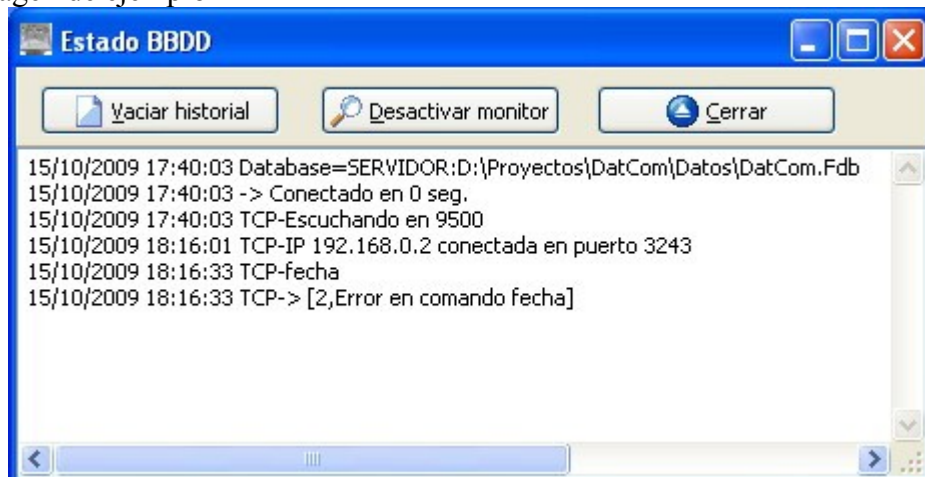 Estado BBDD
Vaciar historial Desactivar monitor Cerrar
15/10/2009 17:40:03 Database=SERVIDOR:D:\Proyectos\DatCom\Datos\DatCom.Fdb
15/10/2009 17:40:03 -> Conectado en 0 seg.
15/10/2009 17:40:03 TCP-Escuchando en 9500
15/10/2009 18:16:01 TCP-IP 192.168.0.2 conectada en puerto 3243
15/10/2009 18:16:33 TCP-fecha
15/10/2009 18:16:33 TCP-> [2,Error en comando fecha]